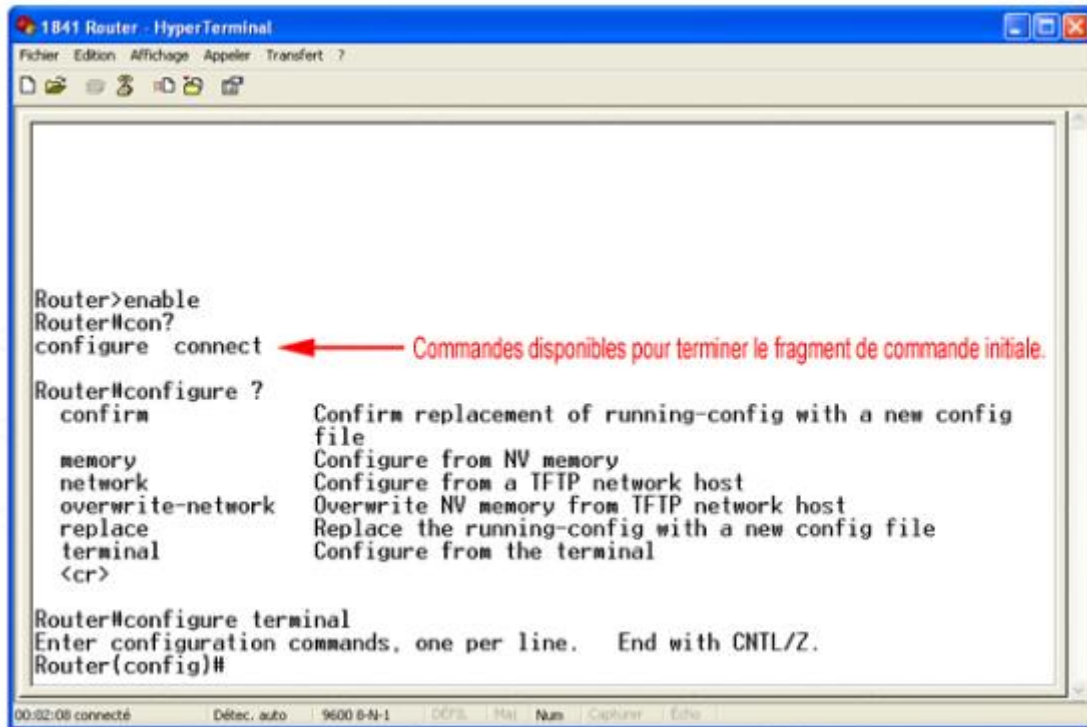 1841 Router - HyperTerminal
Fichier Edition Affichage Appeler Transfert ?
Router>enable
Router#con?
configure connect
Commandes disponibles pour terminer le fragment de commande initiale.
Router#configure ?
confirm Confirm replacement of running-config with a new config
file
memory Configure from NV memory
network Configure from a TFTP network host
overwrite-network Overwrite NV memory from TFTP network host
replace Replace the running-config with a new config file
terminal Configure from the terminal
<cr>
Router#configure terminal
Enter configuration commands, one per line. End with CNTL/Z.
Router(config)#
00:02:08 connecté Détec. auto 9600 8-N-1 DÉFIL Maj Num Capturer Écho